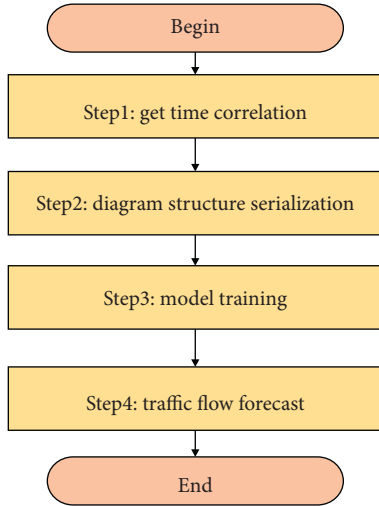 Begin
Step1: get time correlation
Step2: diagram structure serialization
Step3: model training
Step4: traffic flow forecast
End